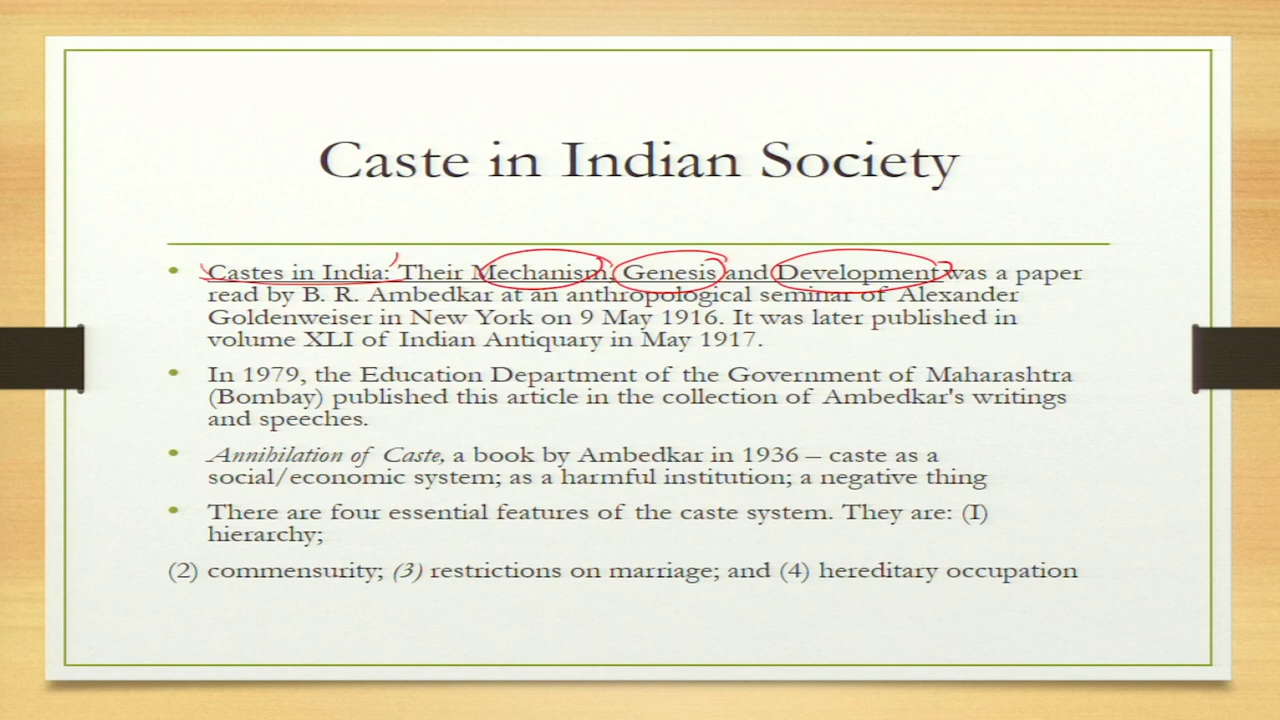 Caste in Indian Society
• Castes in India: Their Mechanism, Genesis and Development was a paper
read by B. R. Ambedkar at an anthropological seminar of Alexander
Goldenweiser in New York on 9 May 1916. It was later published in
volume XLI of Indian Antiquary in May 1917.
• In 1979, the Education Department of the Government of Maharashtra
(Bombay) published this article in the collection of Ambedkar's writings
and speeches.
• Annibilation of Caste, a book by Ambedkar in 1936 – caste as a
social/economic system; as a harmful institution; a negative thing
• There are four essential features of the caste system. They are: (I)
hierarchy;
(2) commensurity; (3) restrictions on marriage; and (4) hereditary occupation